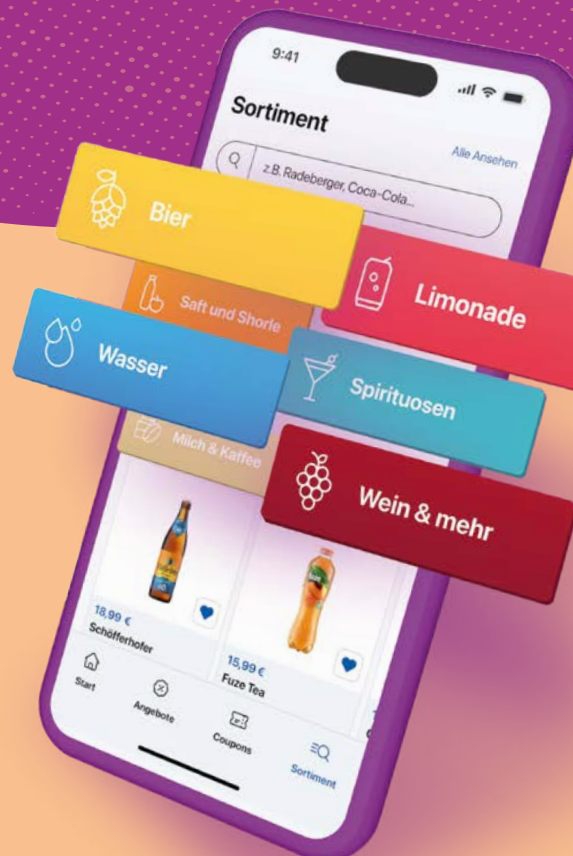 9:41
Sortiment
Alle Ansehen
z.B. Radeberger, Coca-Cola...
Bier
Limonade
Saft und Shorle
Wasser
Spirituosen
Milch & Kaffee
Wein & mehr
18,99 €
Schöfferhofer
15,99 €
Fuze Tea
Start
Angebote
Coupons
Sortiment